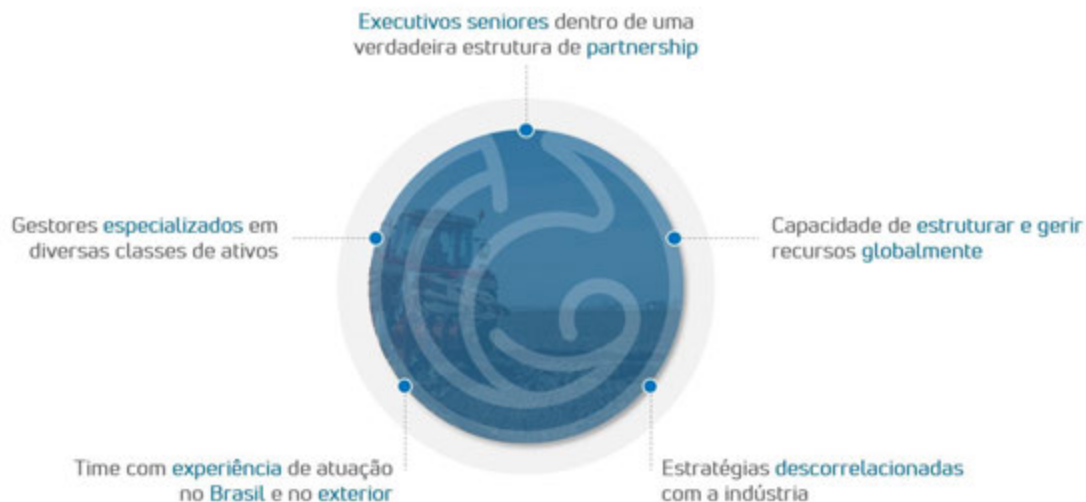 Executivos seniores dentro de uma
verdadeira estrutura de partnership
Gestores especializados em
diversas classes de ativos
Capacidade de estruturar e gerir
recursos globalmente
Time com experiência de atuação
no Brasil e no exterior
Estratégias descorrelacionadas
com a indústria